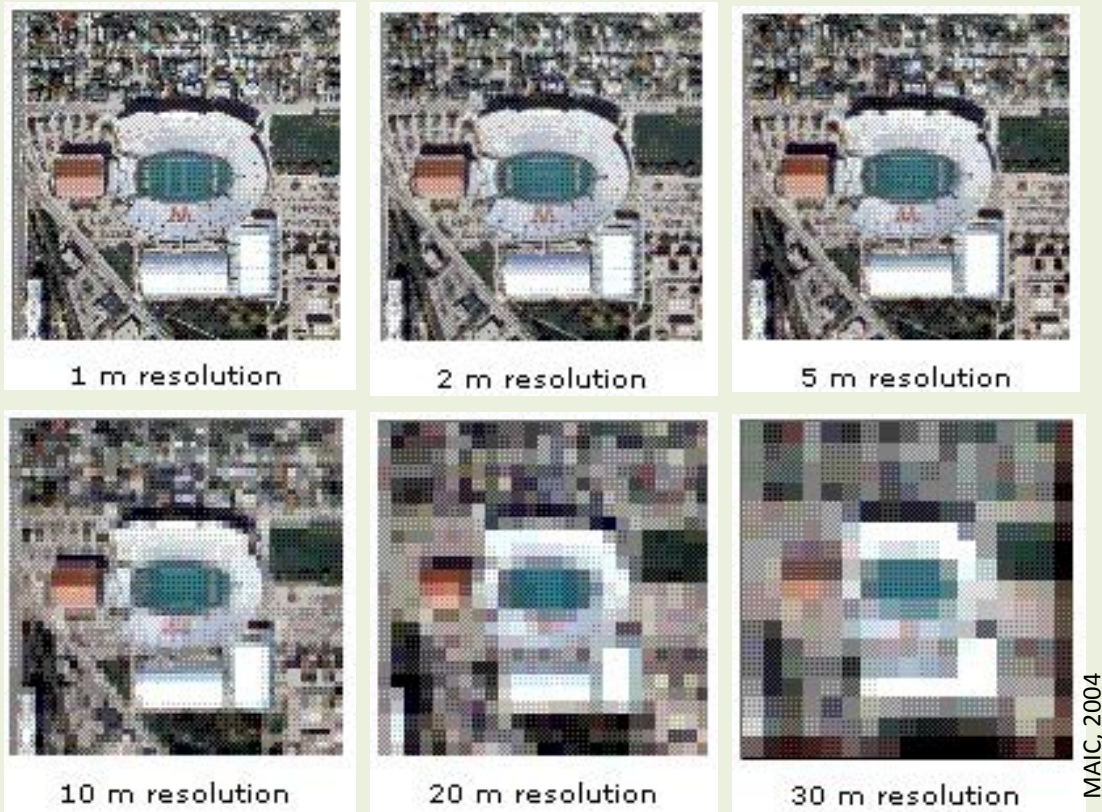 1 m resolution
2 m resolution
5 m resolution
10 m resolution
20 m resolution
30 m resolution
MAIC, 2004